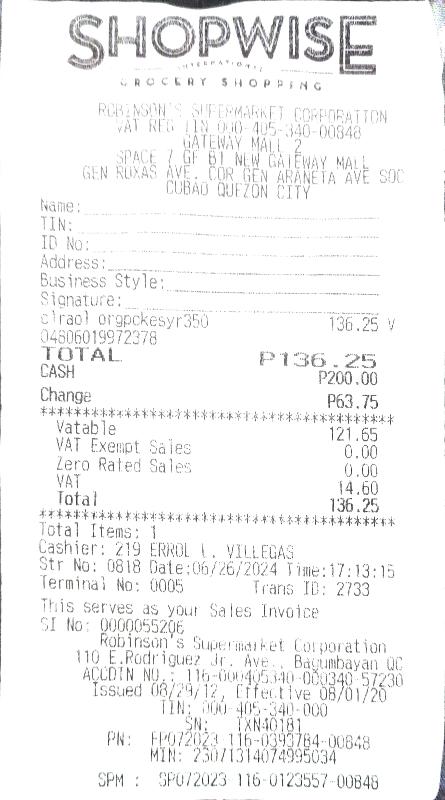 SHOPWISE
INTERNATIONAL
GROCERY SHOPPING
ROBINSON'S SUPERMARKET CORPORATION
VAT REG TIN 000-405-340-00848
GATEWAY MALL 2
SPACE 7 GF B1 NEW GATEWAY MALL
GEN ROXAS AVE. COR GEN ARANETA AVE SOC
CUBAO QUEZON CITY
Name:
TIN:
ID No:
Address:
Business Style:
Signature:
clraol orgpckesyr350 136.25 V
04806019972378
TOTAL P136.25
CASH P200.00
Change P63.75
****************************************
Vatable 121.65
VAT Exempt Sales 0.00
Zero Rated Sales 0.00
VAT 14.60
Total 136.25
****************************************
Total Items: 1
Cashier: 219 ERROL L. VILLEGAS
Str No: 0818 Date:06/26/2024 Time:17:13:15
Terminal No: 0005 Trans ID: 2733
This serves as your Sales Invoice
SI No: 0000055206
Robinson's Supermarket Corporation
110 E.Rodriguez Jr. Ave., Bagumbayan QC
ACCDTN NO.: 116-000405340-000340-57230
Issued 08/29/12, Effective 08/01/20
TIN: 000-405-340-000
SN: TXN40181
PN: FP072023 116-0393784-00848
MIN: 23071314074995034
SPM : SP072023 116-0123557-00848